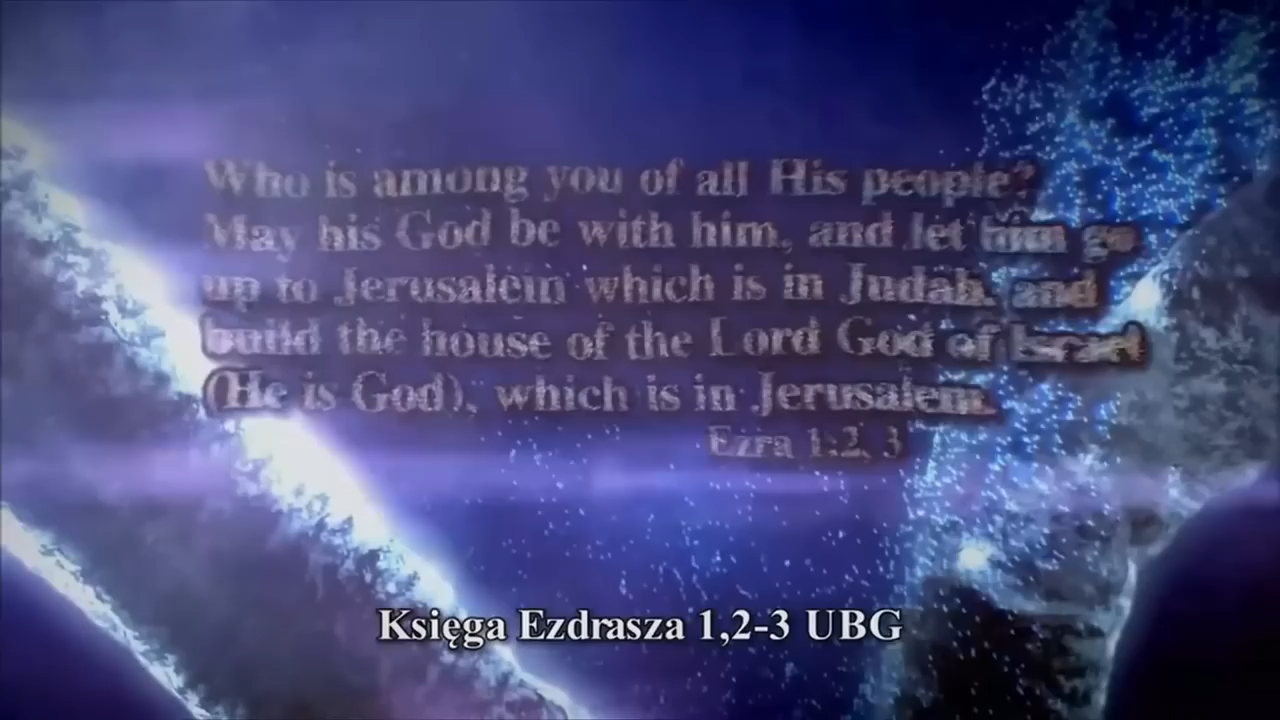 Who is among you of all His people?
May his God be with him, and let him go
up to Jerusalem which is in Judah, and
build the house of the Lord God of Israel
(He is God), which is in Jerusalem.
Ezra 1:2, 3
Księga Ezdrasza 1,2-3 UBG